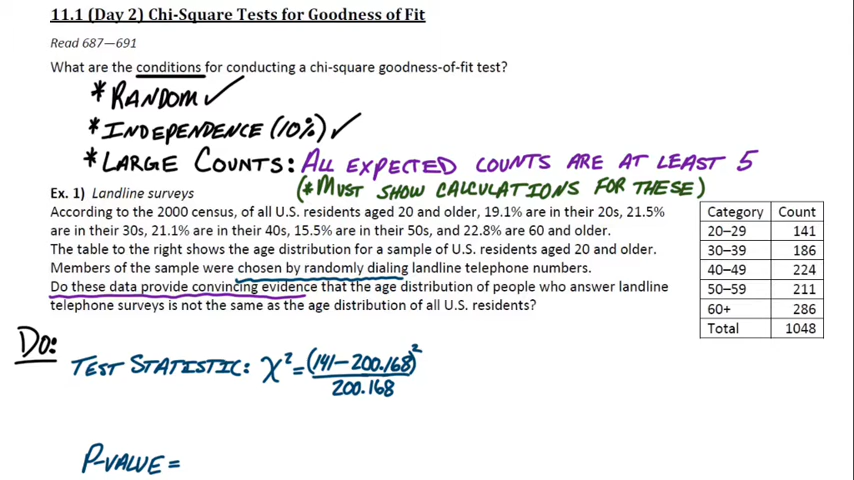 11.1 (Day 2) Chi-Square Tests for Goodness of Fit
Read 687—691
What are the conditions for conducting a chi-square goodness-of-fit test?
* RANDOM ✓
* INDEPENDENCE (10%) ✓
* LARGE COUNTS: ALL EXPECTED COUNTS ARE AT LEAST 5
(* MUST SHOW CALCULATIONS FOR THESE)
Ex. 1) Landline surveys
According to the 2000 census, of all U.S. residents aged 20 and older, 19.1% are in their 20s, 21.5%
are in their 30s, 21.1% are in their 40s, 15.5% are in their 50s, and 22.8% are 60 and older.
The table to the right shows the age distribution for a sample of U.S. residents aged 20 and older.
Members of the sample were chosen by randomly dialing landline telephone numbers.
Do these data provide convincing evidence that the age distribution of people who answer landline
telephone surveys is not the same as the age distribution of all U.S. residents?
Category Count
20–29 141
30–39 186
40–49 224
50–59 211
60+ 286
Total 1048
DO:
TEST STATISTIC: χ² = (141 – 200.168)²
200.168
P-VALUE =